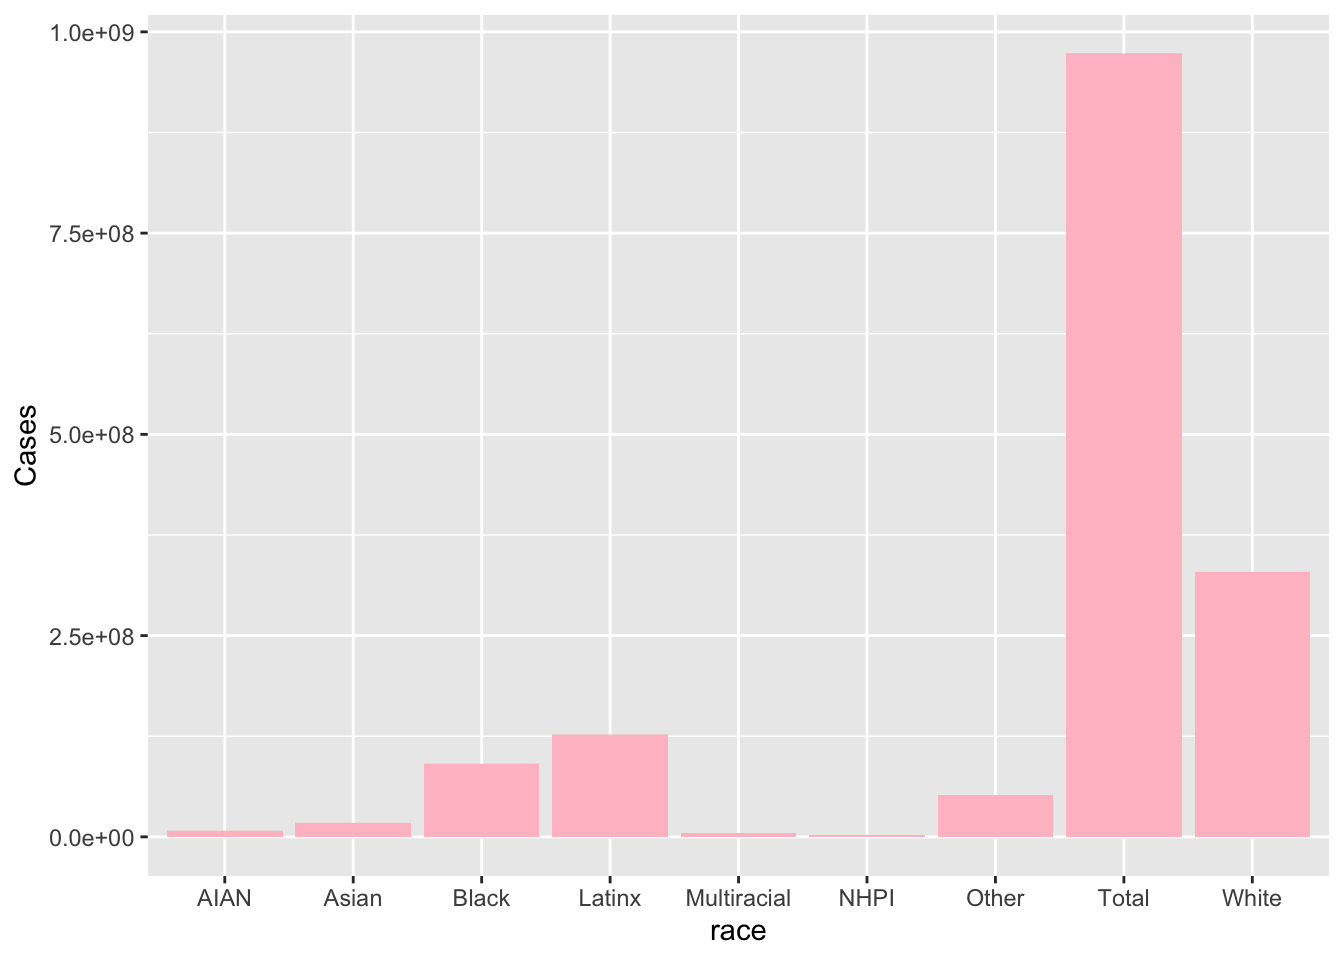 1.0e+09
7.5e+08
5.0e+08
2.5e+08
0.0e+00
Cases
AIAN Asian Black Latinx Multiracial NHPI Other Total White
race